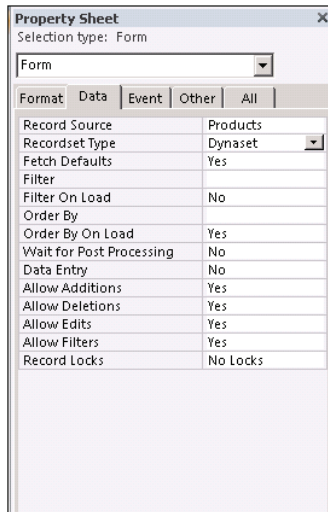 Property Sheet
Selection type: Form
Form
Format Data Event Other All
Record Source Products
Recordset Type Dynaset
Fetch Defaults Yes
Filter
Filter On Load No
Order By
Order By On Load Yes
Wait for Post Processing No
Data Entry No
Allow Additions Yes
Allow Deletions Yes
Allow Edits Yes
Allow Filters Yes
Record Locks No Locks